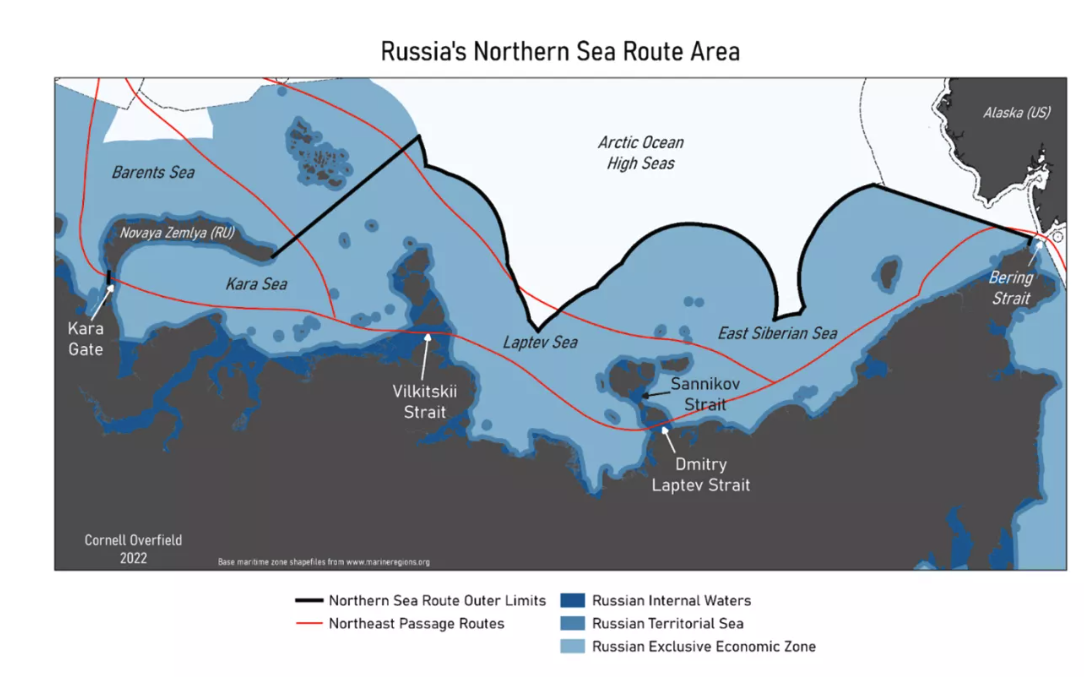 Russia's Northern Sea Route Area
Alaska (US)
Arctic Ocean
High Seas
Barents Sea
Novaya Zemlya (RU)
Kara Sea
Bering
Strait
Kara
Gate
Laptev Sea
East Siberian Sea
Vilkitskii
Strait
Sannikov
Strait
Dmitry
Laptev Strait
Cornell Overfield
2022
Base maritime zone shapefiles from www.marineregions.org
Northern Sea Route Outer Limits
Northeast Passage Routes
Russian Internal Waters
Russian Territorial Sea
Russian Exclusive Economic Zone